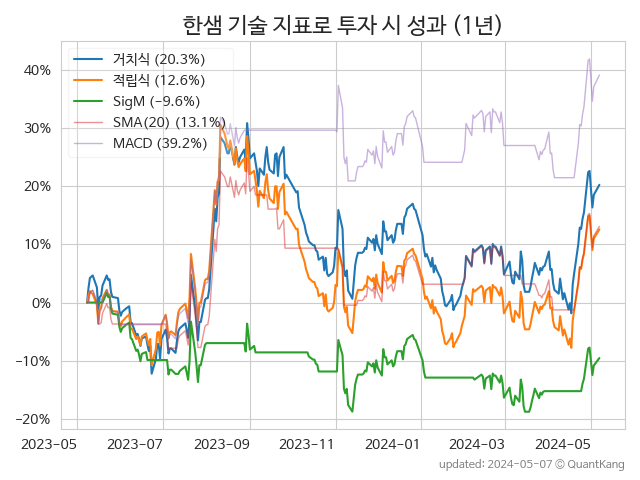 한샘 기술 지표로 투자 시 성과 (1년)
40%
30%
20%
10%
0%
−10%
−20%
거치식 (20.3%)
적립식 (12.6%)
SigM (−9.6%)
SMA(20) (13.1%)
MACD (39.2%)
2023−05
2023−07
2023−09
2023−11
2024−01
2024−03
2024−05
updated: 2024-05-07 © QuantKang